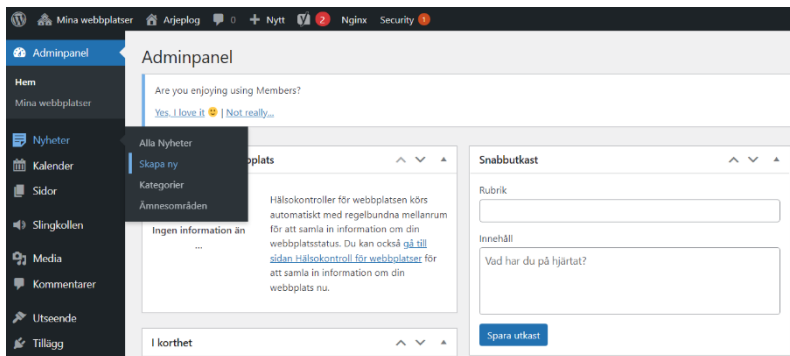 Mina webbplatser Arjeplog 0 Nytt 2 Nginx Security 1
Adminpanel
Hem
Mina webbplatser
Nyheter
Kalender
Sidor
Slingkollen
Media
Kommentarer
Utseende
Tillägg
Alla Nyheter
Skapa ny
Kategorier
Ämnesområden
Adminpanel
Are you enjoying using Members?
Yes, I love it 🙂 | Not really...
Ingen information än
...
Hälsokontroller för webbplatsen körs
automatiskt med regelbundna mellanrum
för att samla in information om din
webbplatsstatus. Du kan också gå till
sidan Hälsokontroll för webbplatser för
att samla in information om din
webbplats nu.
I korthet
Snabbutkast
Rubrik
Innehåll
Vad har du på hjärtat?
Spara utkast